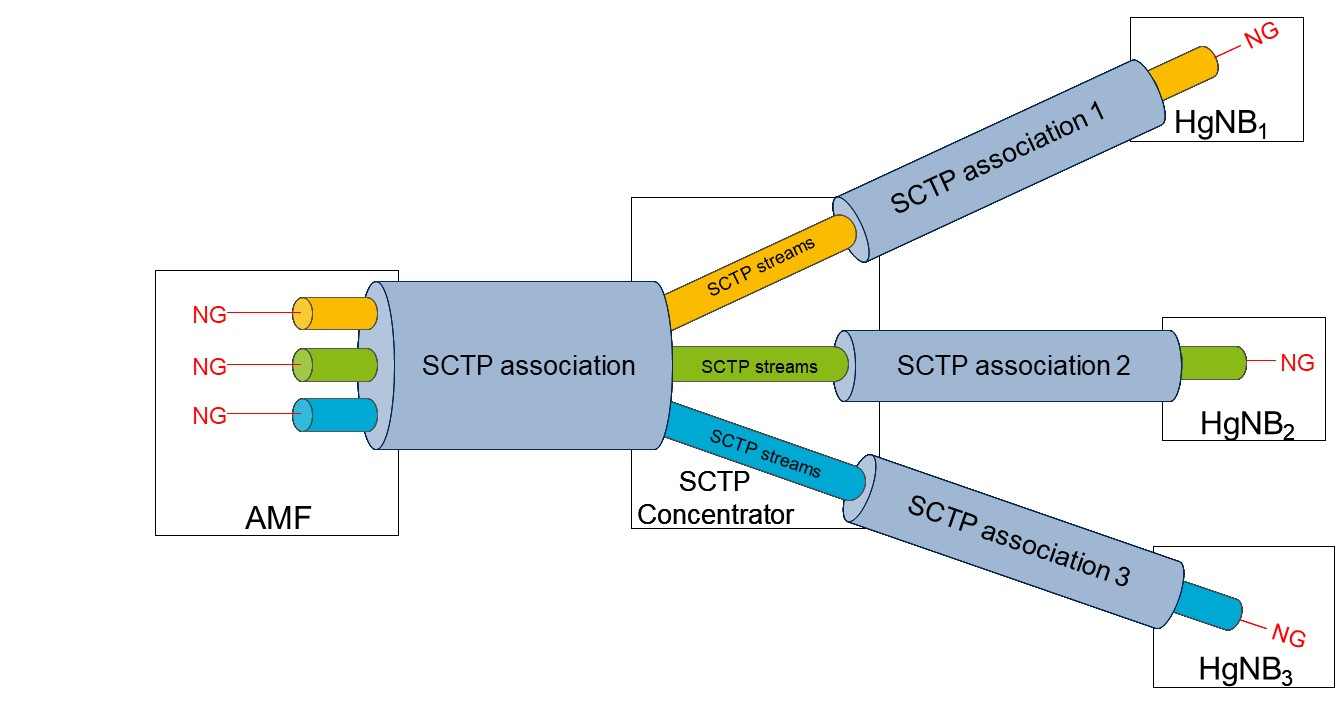 NG
HgNB₁
SCTP association 1
SCTP streams
NG
NG
NG
SCTP association
SCTP streams
SCTP association 2
NG
HgNB₂
SCTP streams
SCTP
Concentrator
AMF
SCTP association 3
NG
HgNB₃